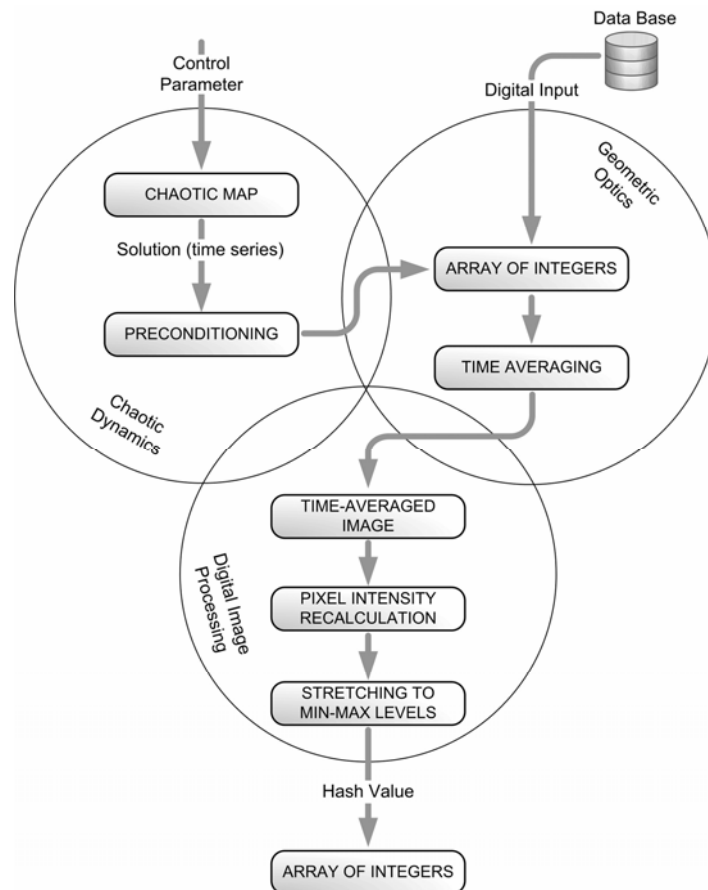 Data Base
Control
Parameter
Digital Input
Geometric
Optics
CHAOTIC MAP
Solution (time series)
ARRAY OF INTEGERS
PRECONDITIONING
TIME AVERAGING
Chaotic
Dynamics
TIME-AVERAGED
IMAGE
Digital Image
Processing
PIXEL INTENSITY
RECALCULATION
STRETCHING TO
MIN-MAX LEVELS
Hash Value
ARRAY OF INTEGERS